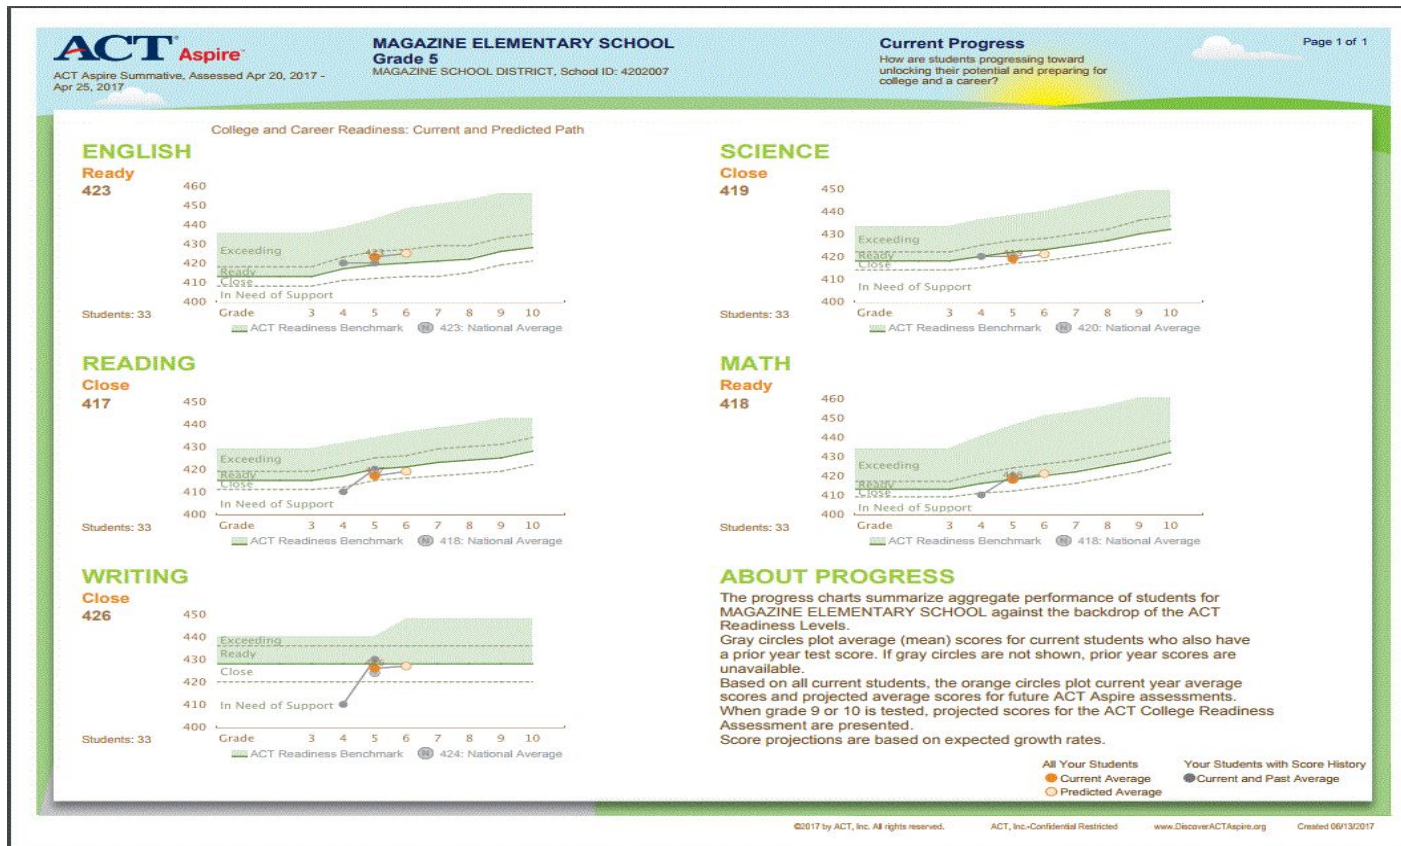 ACT® Aspire™
ACT Aspire Summative, Assessed Apr 20, 2017 -
Apr 25, 2017
MAGAZINE ELEMENTARY SCHOOL
Grade 5
MAGAZINE SCHOOL DISTRICT, School ID: 4202007
Current Progress
How are students progressing toward
unlocking their potential and preparing for
college and a career?
Page 1 of 1
College and Career Readiness: Current and Predicted Path
ENGLISH
Ready
423
460
450
440
430
420
410
400
Exceeding
Ready
Close
In Need of Support
423
Students: 33
Grade 3 4 5 6 7 8 9 10
ACT Readiness Benchmark N 423: National Average
SCIENCE
Close
419
450
440
430
420
410
400
Exceeding
Ready
Close
In Need of Support
Students: 33
Grade 3 4 5 6 7 8 9 10
ACT Readiness Benchmark N 420: National Average
READING
Close
417
450
440
430
420
410
400
Exceeding
Ready
Close
In Need of Support
Students: 33
Grade 3 4 5 6 7 8 9 10
ACT Readiness Benchmark N 418: National Average
MATH
Ready
418
460
450
440
430
420
410
400
Exceeding
Ready
Close
In Need of Support
Students: 33
Grade 3 4 5 6 7 8 9 10
ACT Readiness Benchmark N 418: National Average
WRITING
Close
426
450
440
430
420
410
400
Exceeding
Ready
Close
In Need of Support
Students: 33
Grade 3 4 5 6 7 8 9 10
ACT Readiness Benchmark N 424: National Average
ABOUT PROGRESS
The progress charts summarize aggregate performance of students for
MAGAZINE ELEMENTARY SCHOOL against the backdrop of the ACT
Readiness Levels.
Gray circles plot average (mean) scores for current students who also have
a prior year test score. If gray circles are not shown, prior year scores are
unavailable.
Based on all current students, the orange circles plot current year average
scores and projected average scores for future ACT Aspire assessments.
When grade 9 or 10 is tested, projected scores for the ACT College Readiness
Assessment are presented.
Score projections are based on expected growth rates.
All Your Students
Current Average
Predicted Average
Your Students with Score History
Current and Past Average
©2017 by ACT, Inc. All rights reserved.
ACT, Inc.-Confidential Restricted
www.DiscoverACTAspire.org
Created 06/13/2017